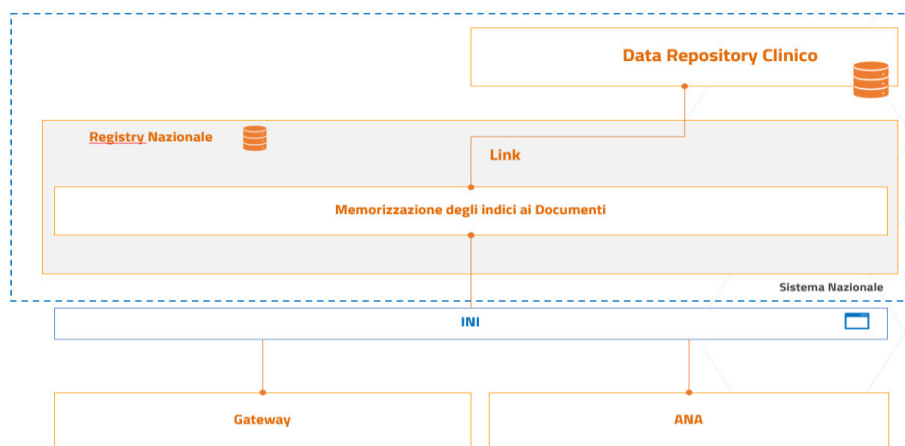 Data Repository Clinico
Registry Nazionale
Link
Memorizzazione degli indici ai Documenti
Sistema Nazionale
INI
Gateway
ANA